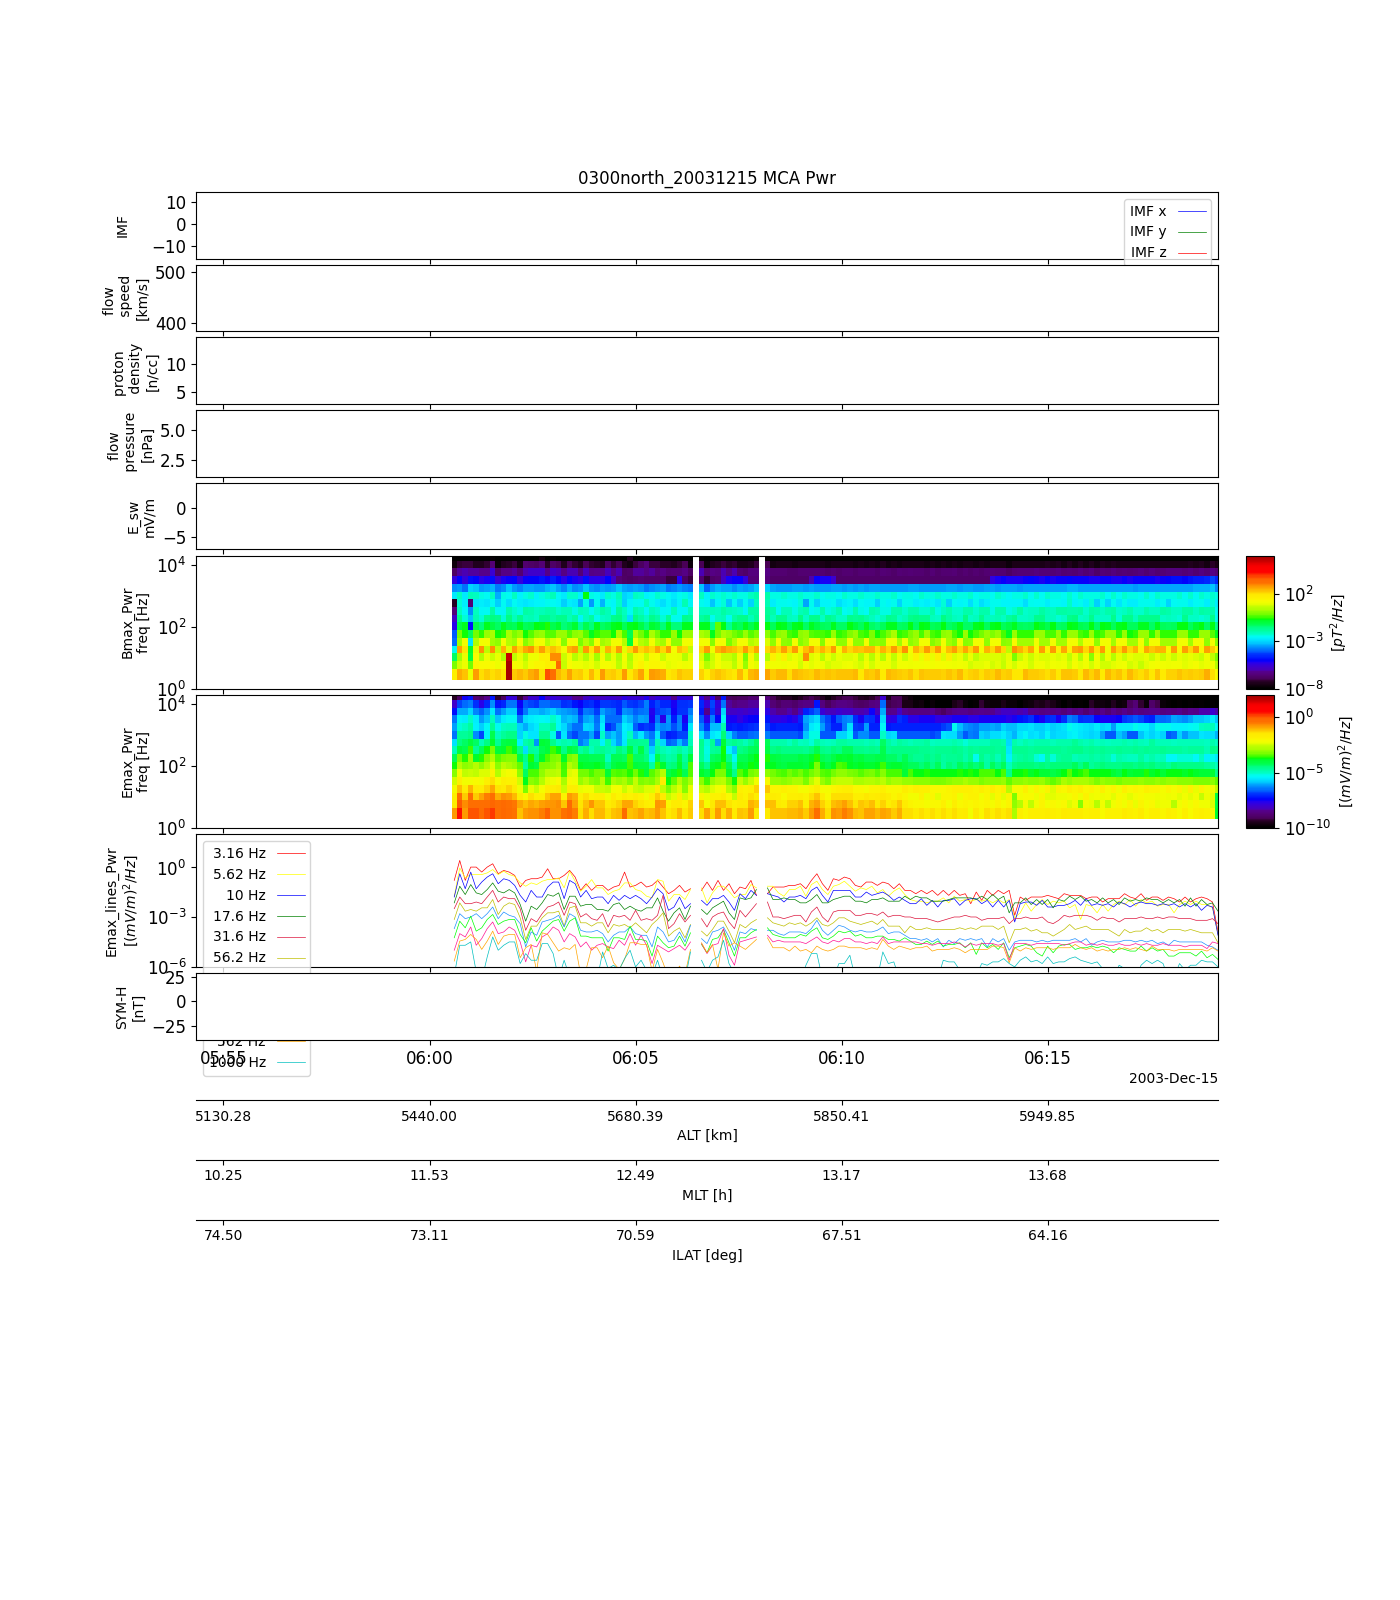 0300north_20031215 MCA Pwr
IMF
10
0
−10
IMF x
IMF y
IMF z
flow
speed
[km/s]
500
400
proton
density
[n/cc]
10
5
flow
pressure
[nPa]
5.0
2.5
E_sw
mV/m
0
−5
Bmax_Pwr
freq [Hz]
10^4
10^2
10^0
10^2
10^−3
10^−8
[pT^2/Hz]
Emax_Pwr
freq [Hz]
10^4
10^2
10^0
10^0
10^−5
10^−10
[(mV/m)^2/Hz]
Emax_lines_Pwr
[(mV/m)^2/Hz]
10^0
10^−3
10^−6
3.16 Hz
5.62 Hz
10 Hz
17.6 Hz
31.6 Hz
56.2 Hz
SYM-H
[nT]
25
0
−25
562 Hz
1000 Hz
05:55 06:00 06:05 06:10 06:15
2003-Dec-15
5130.28 5440.00 5680.39 5850.41 5949.85
ALT [km]
10.25 11.53 12.49 13.17 13.68
MLT [h]
74.50 73.11 70.59 67.51 64.16
ILAT [deg]